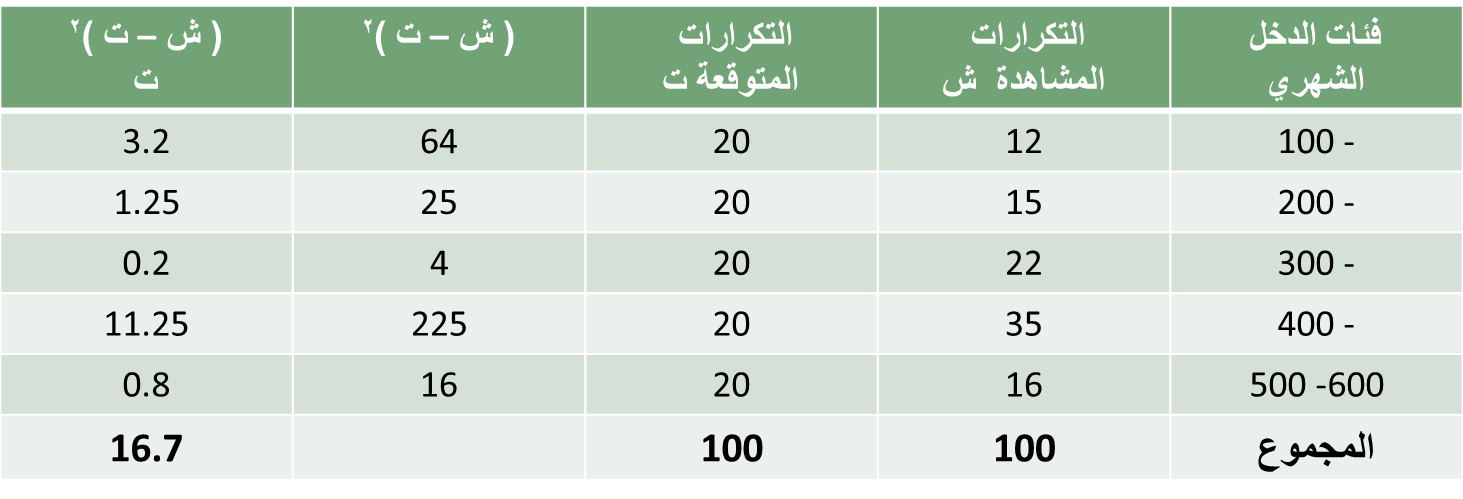 فئات الدخل الشهري | التكرارات المشاهدة ش | التكرارات المتوقعة ت | ( ش – ت )٢ | ( ش – ت )٢ ت
100 - | 12 | 20 | 64 | 3.2
200 - | 15 | 20 | 25 | 1.25
300 - | 22 | 20 | 4 | 0.2
400 - | 35 | 20 | 225 | 11.25
500 -600 | 16 | 20 | 16 | 0.8
المجموع | 100 | 100 | | 16.7